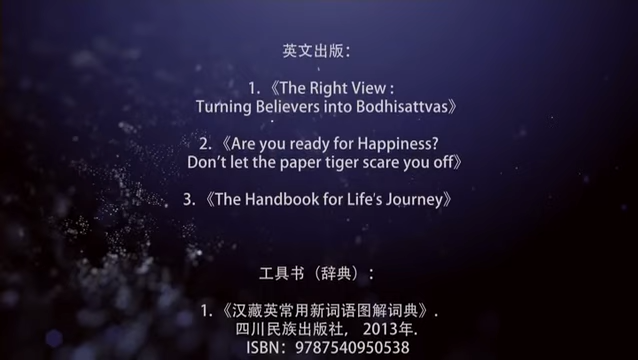 英文出版：
1. 《The Right View :
Turning Believers into Bodhisattvas》
2. 《Are you ready for Happiness?
Don't let the paper tiger scare you off》
3. 《The Handbook for Life's Journey》
工具书（辞典）：
1. 《汉藏英常用新词语图解词典》.
四川民族出版社， 2013年.
ISBN：9787540950538